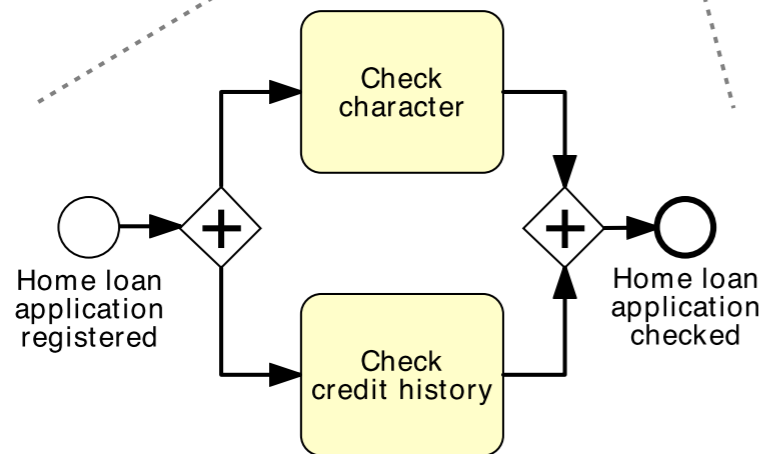 Check
character
Home loan
application
registered
Home loan
application
checked
Check
credit history